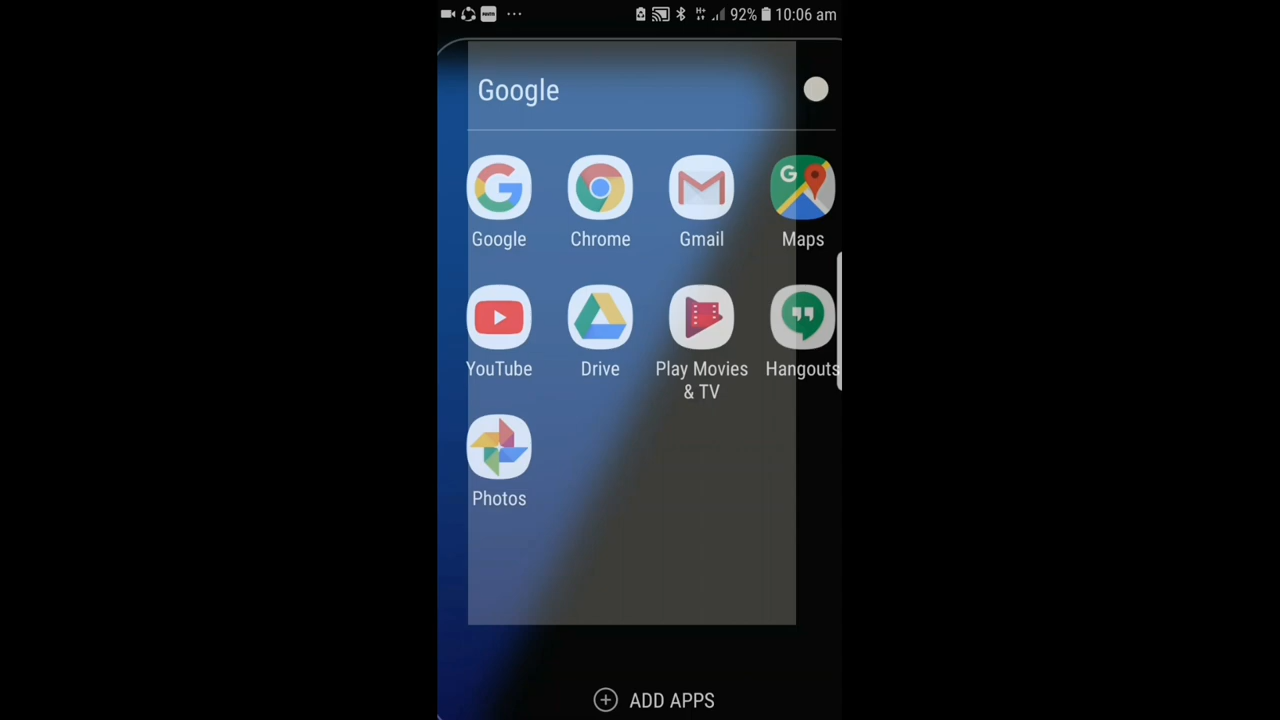 92% 10:06 am
Google
Google Chrome Gmail Maps
YouTube Drive Play Movies & TV Hangouts
Photos
ADD APPS